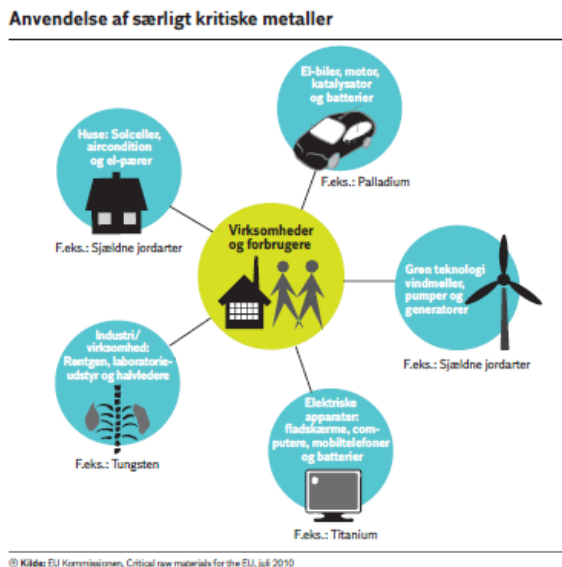 Anvendelse af særligt kritiske metaller
El-biler, motor,
katalysator
og batterier
F.eks.: Palladium
Huse: Solceller,
aircondition
og el-pærer
F.eks.: Sjældne jordarter
Virksomheder
og forbrugere
Grøn teknologi
vindmøller,
pumper og
generatorer
F.eks.: Sjældne jordarter
Industri/
virksomhed:
Røntgen, laboratorie-
udstyr og halvledere
F.eks.: Tungsten
Elektriske
apparater:
fladskærme, com-
putere, mobiltelefoner
og batterier
F.eks.: Titanium
Kilde: EU Kommissionen, Critical raw materials for the EU, juli 2010